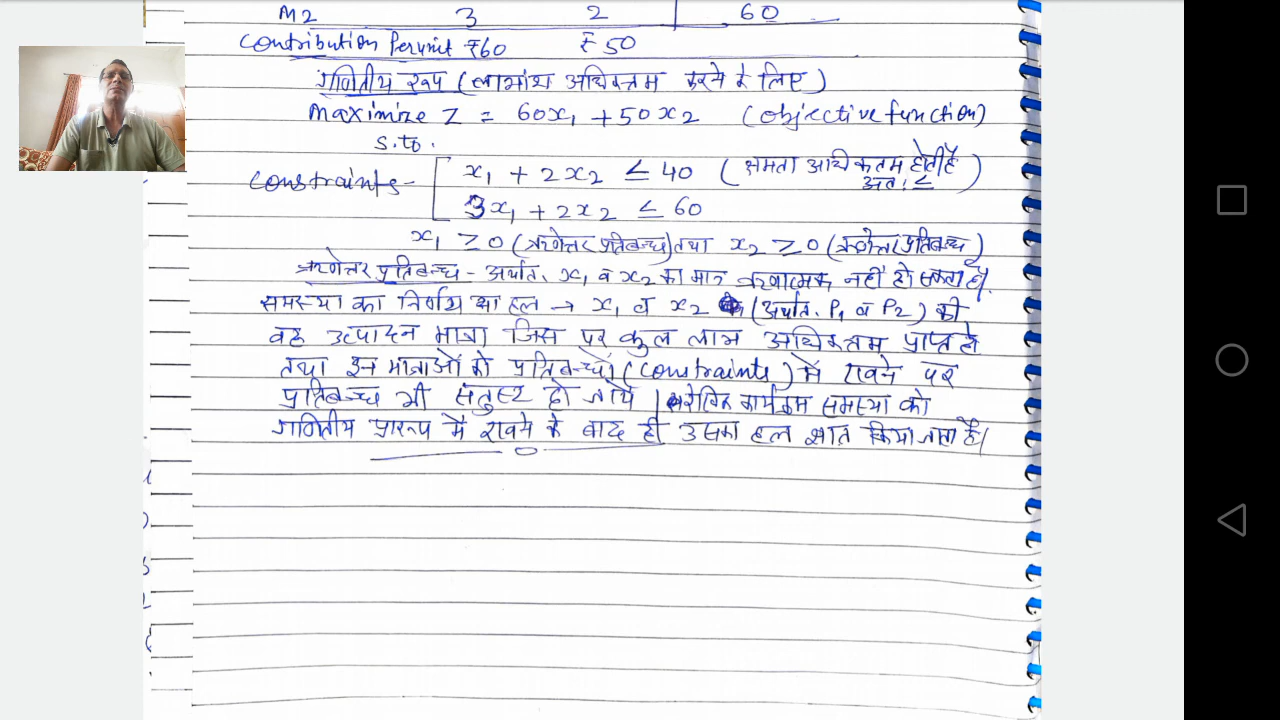 M2 3 2 60
Contribution Per unit ₹60 ₹50
गणितीय रूप (लाभांश अधिकतम करने के लिए)
Maximize Z = 60x₁ + 50x₂ (objective function)
s.to.
constraints- x₁ + 2x₂ ≤ 40 (क्षमता अधिकतम होती है अतः ≤)
3x₁ + 2x₂ ≤ 60
x₁ ≥ 0 (ऋणेत्तर प्रतिबन्ध) तथा x₂ ≥ 0 (ऋणेत्तर प्रतिबन्ध)
ऋणेत्तर प्रतिबन्ध - अर्थात् x₁ व x₂ का मान ऋणात्मक नहीं हो सकता है।
समस्या का निर्णय या हल → x₁ व x₂ (अर्थात् P₁ व P₂) की
वह उत्पादन मात्रा जिस पर कुल लाभ अधिकतम प्राप्त हो
तथा इन मात्राओं को प्रतिबन्धों (constraints) में रखने पर
प्रतिबन्ध भी संतुष्ट हो जाये। रेखिक कार्यक्रम समस्या को
गणितीय प्रारूप में रखने के बाद ही उसका हल ज्ञात किया जाता है।